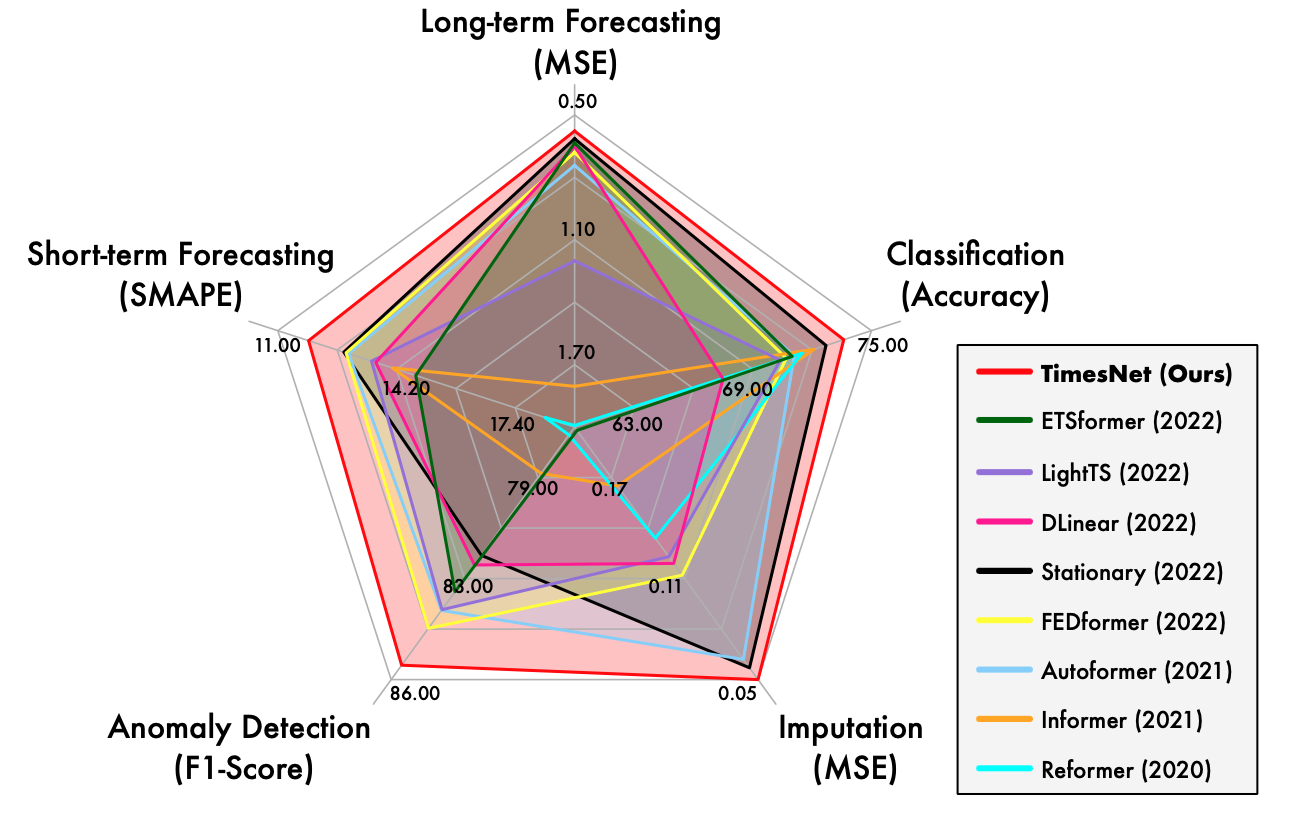 Long-term Forecasting
(MSE)
0.50
1.10
1.70
Short-term Forecasting
(SMAPE)
11.00
14.20
17.40
Classification
(Accuracy)
75.00
69.00
63.00
79.00
83.00
86.00
Anomaly Detection
(F1-Score)
0.17
0.11
0.05
Imputation
(MSE)
TimesNet (Ours)
ETSformer (2022)
LightTS (2022)
DLinear (2022)
Stationary (2022)
FEDformer (2022)
Autoformer (2021)
Informer (2021)
Reformer (2020)